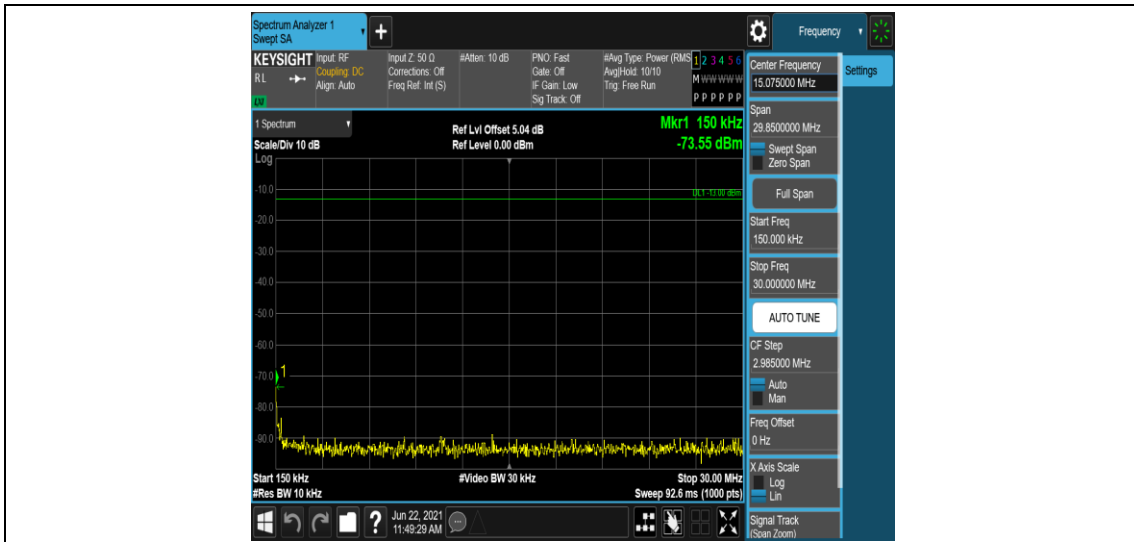 Spectrum Analyzer 1
Swept SA
+
Frequency
KEYSIGHT
RL
LXI
Input: RF
Coupling: DC
Align: Auto
Input Z: 50 Ω
Corrections: Off
Freq Ref: Int (S)
#Atten: 10 dB
PNO: Fast
Gate: Off
IF Gain: Low
Sig Track: Off
#Avg Type: Power (RMS
Avg|Hold: 10/10
Trig: Free Run
1 2 3 4 5 6
M W W W W W
P P P P P P
1 Spectrum
Scale/Div 10 dB
Log
Ref Lvl Offset 5.04 dB
Ref Level 0.00 dBm
Mkr1 150 kHz
-73.55 dBm
DL1 -13.00 dBm
-10.0
-20.0
-30.0
-40.0
-50.0
-60.0
-70.0
1
-80.0
-90.0
Start 150 kHz
#Res BW 10 kHz
#Video BW 30 kHz
Stop 30.00 MHz
Sweep 92.6 ms (1000 pts)
?
Jun 22, 2021
11:49:29 AM
Center Frequency
15.075000 MHz
Settings
Span
29.8500000 MHz
Swept Span
Zero Span
Full Span
Start Freq
150.000 kHz
Stop Freq
30.000000 MHz
AUTO TUNE
CF Step
2.985000 MHz
Auto
Man
Freq Offset
0 Hz
X Axis Scale
Log
Lin
Signal Track
(Span Zoom)